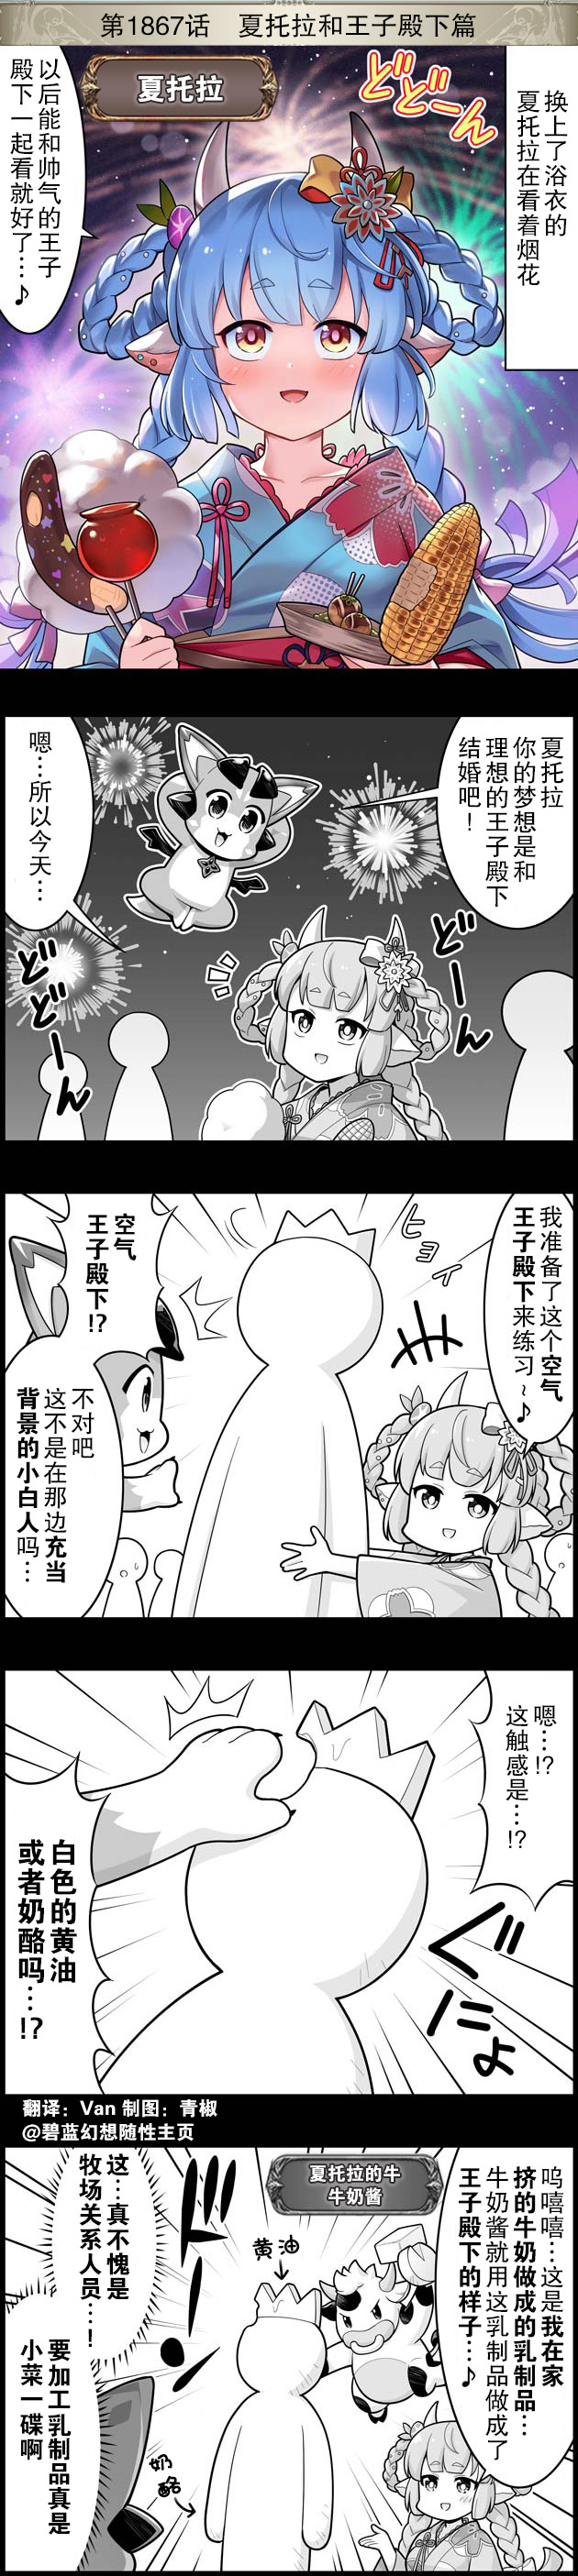 第1867话　夏托拉和王子殿下篇
换上了浴衣的
夏托拉在看着烟花
どどーん
夏托拉
以后能和帅气的王子
殿下一起看就好了…♪
夏托拉
你的梦想是和
理想的王子殿下
结婚吧！
嗯…所以今天…
どーん
どどーん
我准备了这个空气
王子殿下来练习~♪
ヒョイ
空气
王子殿下!?
不对吧
这不是在那边充当
背景的小白人吗…
嗯…!?
这触感是…!?
ぐにょ
白色的黄油
或者奶酪吗…!?
翻译：Van 制图：青椒
@碧蓝幻想随性主页
呜嘻嘻…这是我在家
挤的牛奶做成的乳制品…
牛奶酱就用这乳制品做成了
王子殿下的样子…♪
夏托拉的牛
牛奶酱
黄油
奶酪
这…真不愧是
牧场关系人员…!
要加工乳制品真是
小菜一碟啊